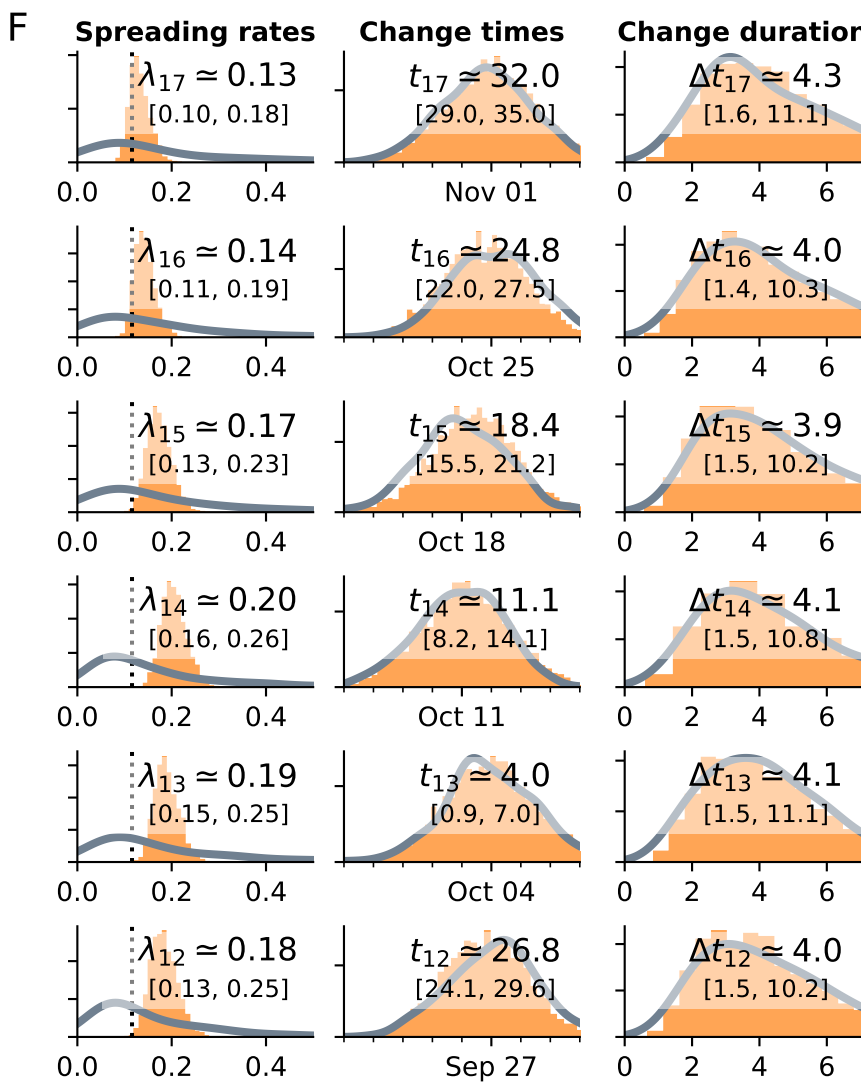 F
Spreading rates Change times Change duration
λ17 ≃ 0.13 t17 ≃ 32.0 Δt17 ≃ 4.3
[0.10, 0.18] [29.0, 35.0] [1.6, 11.1]
0.0 0.2 0.4 Nov 01 0 2 4 6
λ16 ≃ 0.14 t16 ≃ 24.8 Δt16 ≃ 4.0
[0.11, 0.19] [22.0, 27.5] [1.4, 10.3]
0.0 0.2 0.4 Oct 25 0 2 4 6
λ15 ≃ 0.17 t15 ≃ 18.4 Δt15 ≃ 3.9
[0.13, 0.23] [15.5, 21.2] [1.5, 10.2]
0.0 0.2 0.4 Oct 18 0 2 4 6
λ14 ≃ 0.20 t14 ≃ 11.1 Δt14 ≃ 4.1
[0.16, 0.26] [8.2, 14.1] [1.5, 10.8]
0.0 0.2 0.4 Oct 11 0 2 4 6
λ13 ≃ 0.19 t13 ≃ 4.0 Δt13 ≃ 4.1
[0.15, 0.25] [0.9, 7.0] [1.5, 11.1]
0.0 0.2 0.4 Oct 04 0 2 4 6
λ12 ≃ 0.18 t12 ≃ 26.8 Δt12 ≃ 4.0
[0.13, 0.25] [24.1, 29.6] [1.5, 10.2]
0.0 0.2 0.4 Sep 27 0 2 4 6